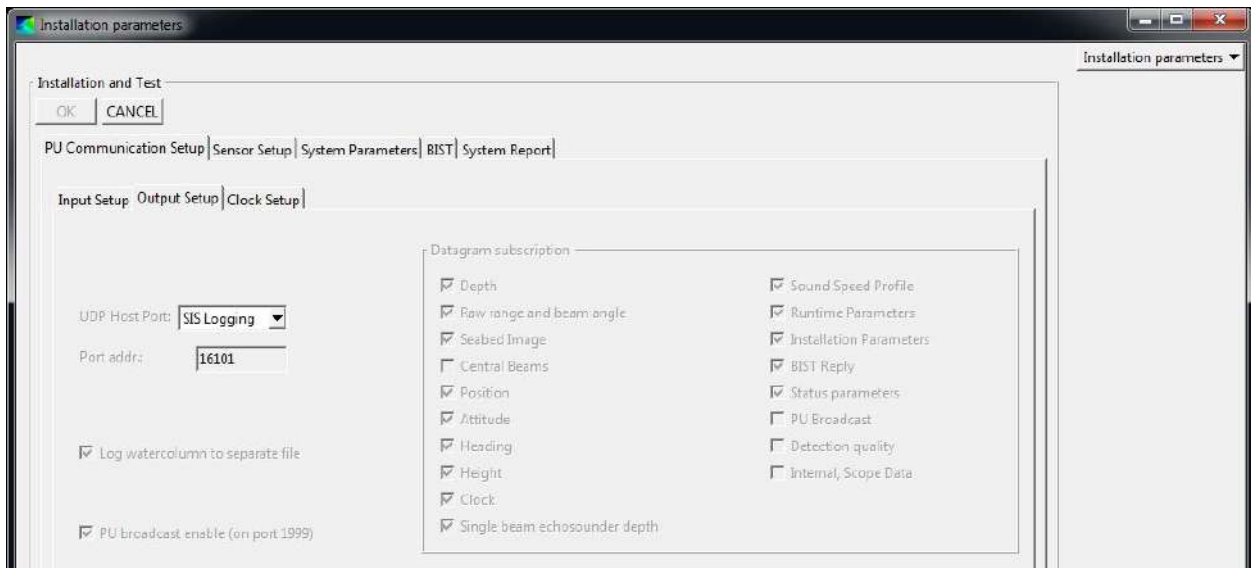 Installation parameters
Installation parameters
Installation and Test
OK CANCEL
PU Communication Setup Sensor Setup System Parameters BIST System Report
Input Setup Output Setup Clock Setup
UDP Host Port: SIS Logging
Port addr.: 16101
Log watercolumn to separate file
PU broadcast enable (on port 1999)
Datagram subscription
Depth
Raw range and beam angle
Seabed Image
Central Beams
Position
Attitude
Heading
Height
Clock
Single beam echosounder depth
Sound Speed Profile
Runtime Parameters
Installation Parameters
BIST Reply
Status parameters
PU Broadcast
Detection quality
Internal, Scope Data